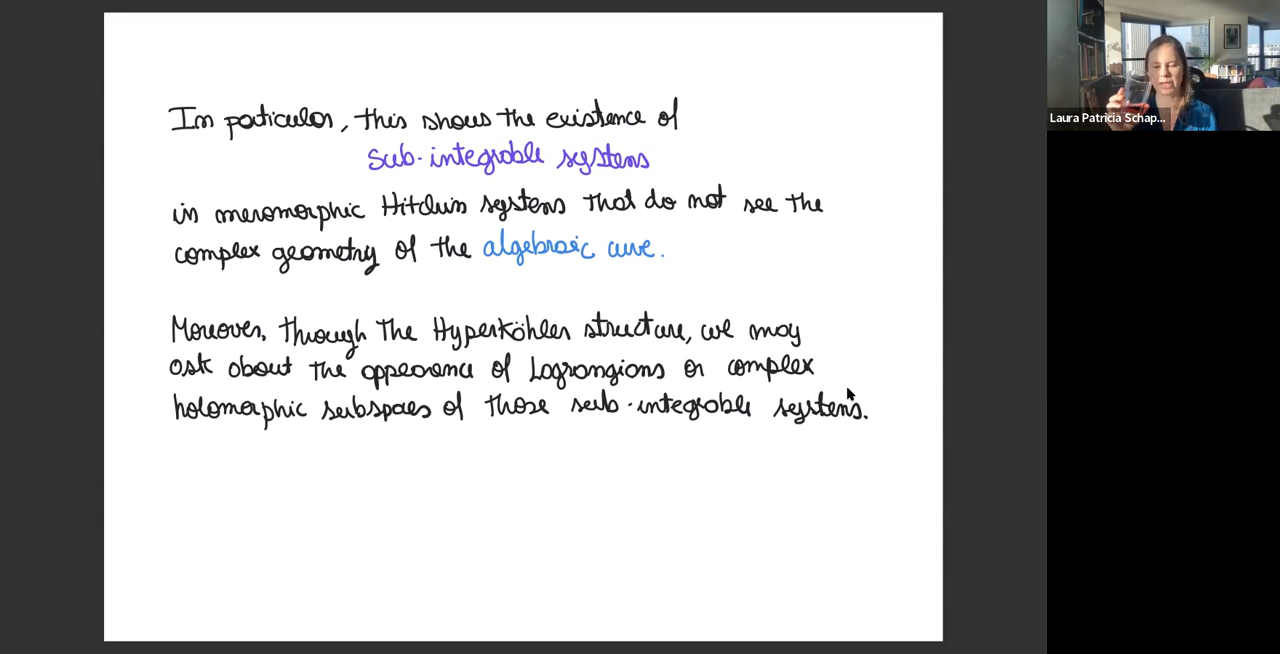 In particular, this shows the existence of
sub-integrable systems
in meromorphic Hitchin systems that do not see the
complex geometry of the algebraic curve.
Moreover, through the Hyperkähler structure, we may
ask about the appearance of Lagrangians or complex
holomorphic subspaces of those sub-integrable systems.
Laura Patricia Schap...